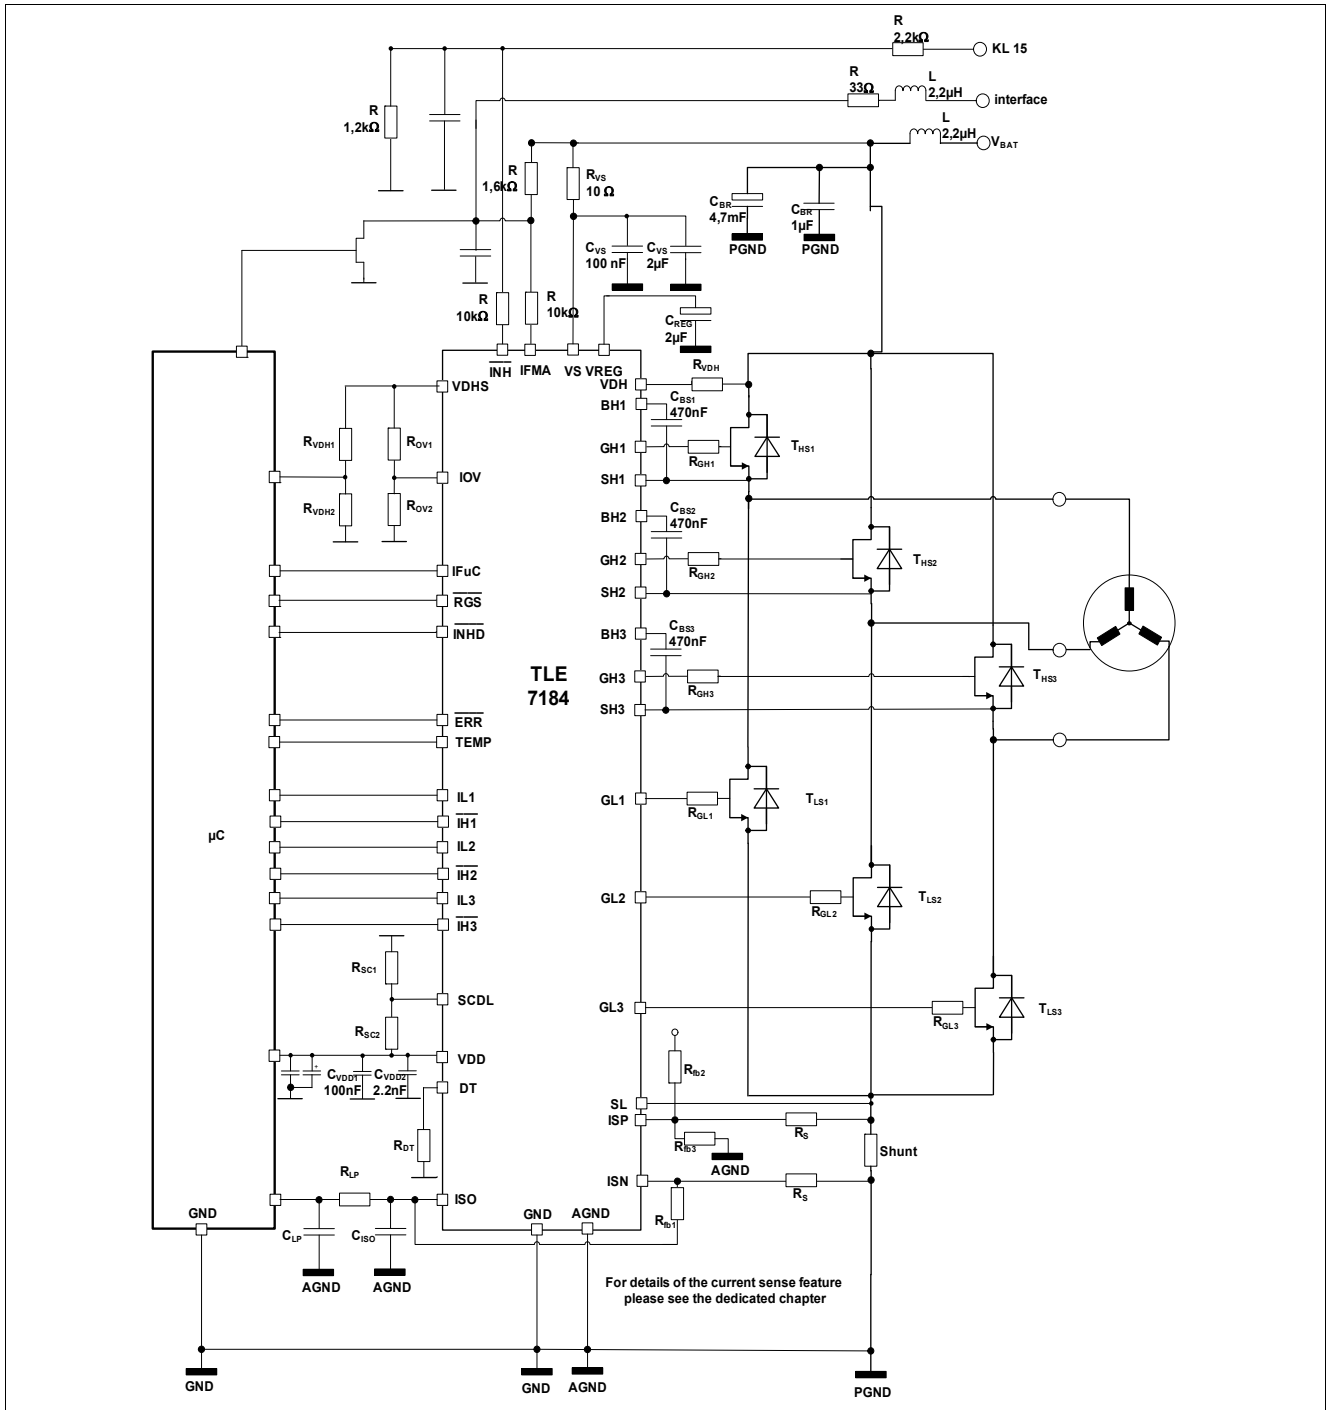 R
2,2kΩ
KL 15
R
33Ω
L
2,2µH
interface
R
1,2kΩ
L
2,2µH
VBAT
R
1,6kΩ
RVS
10 Ω
CBR
4,7mF
PGND
CBR
1µF
PGND
CVS
100 nF
CVS
2µF
R
10kΩ
R
10kΩ
CREG
2µF
INH
IFMA
VS
VREG
VDHS
VDH
RVDH
BH1
CBS1
470nF
RVDH1
ROV1
GH1
RGH1
THS1
IOV
SH1
RVDH2
ROV2
BH2
CBS2
470nF
GH2
RGH2
THS2
IFuC
SH2
RGS
INHD
BH3
CBS3
470nF
TLE
7184
GH3
RGH3
THS3
SH3
ERR
TEMP
IL1
GL1
RGL1
TLS1
IH1
µC
IL2
IH2
IL3
GL2
RGL2
TLS2
IH3
RSC1
SCDL
GL3
RGL3
TLS3
RSC2
VDD
Rfb2
CVDD1
100nF
CVDD2
2.2nF
DT
SL
ISP
RS
RDT
Rfb3
AGND
Shunt
RLP
ISN
RS
ISO
GND
GND
AGND
Rfb1
CLP
CISO
AGND
AGND
For details of the current sense feature
please see the dedicated chapter
GND
GND
AGND
PGND